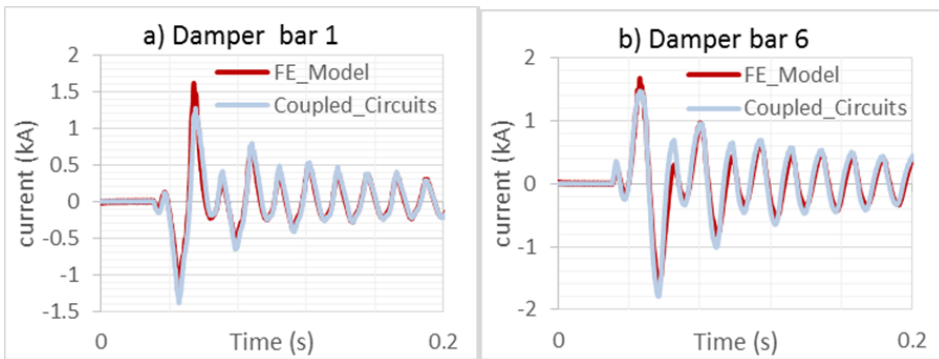 a) Damper bar 1
2
1.5
1
0.5
0
-0.5
-1
-1.5
current (kA)
FE_Model
Coupled_Circuits
0
Time (s)
0.2
b) Damper bar 6
2
1
0
-1
-2
current (kA)
FE_Model
Coupled_Circuits
0
Time (s)
0.2